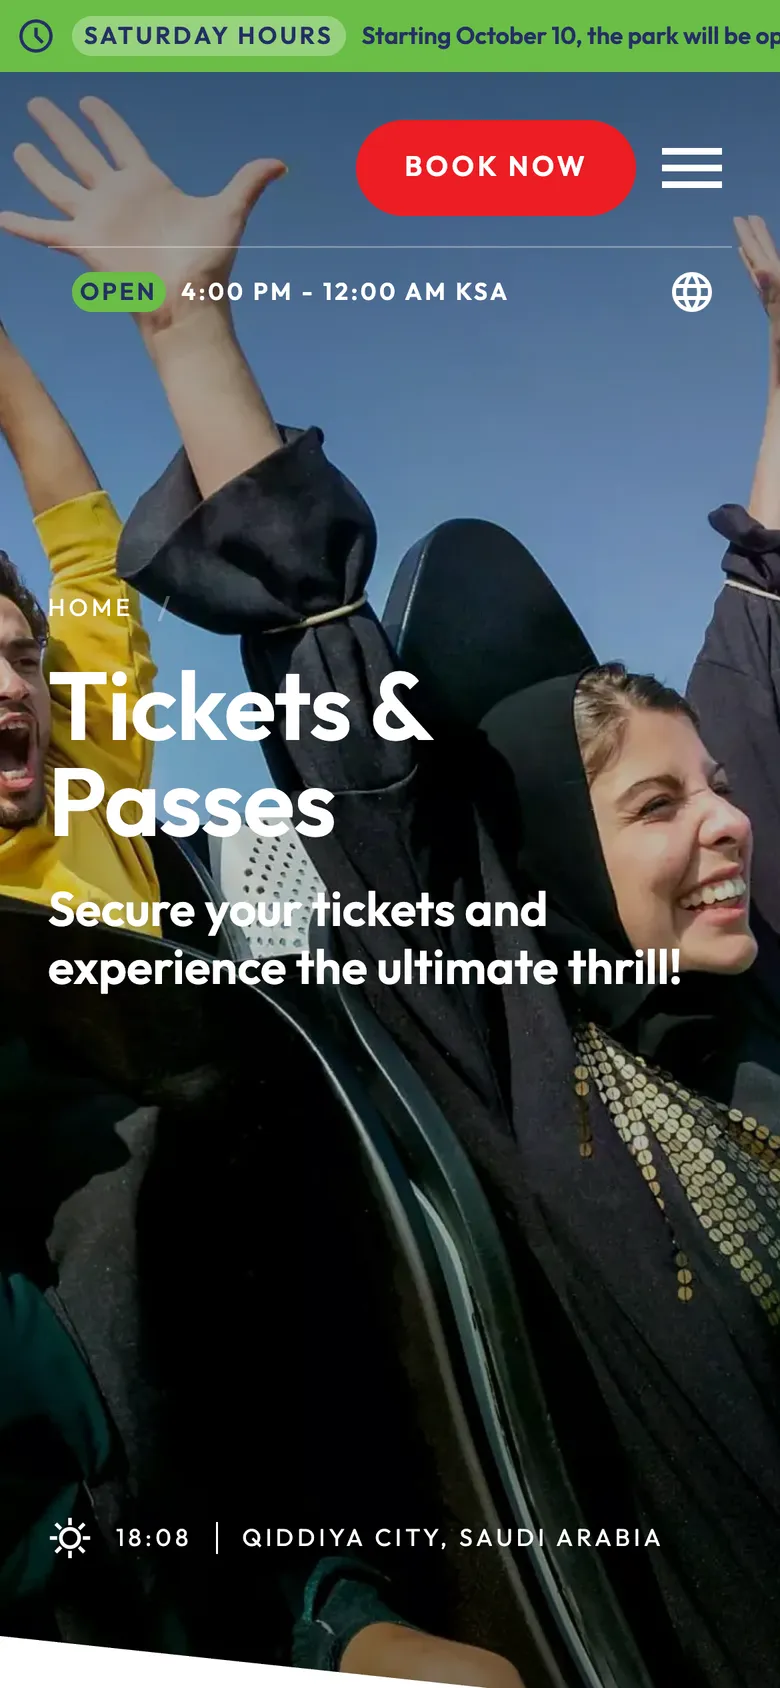 SATURDAY HOURS Starting October 10, the park will be
BOOK NOW
OPEN 4:00 PM - 12:00 AM KSA
HOME /
Tickets &
Passes
Secure your tickets and
experience the ultimate thrill!
18:08 | QIDDIYA CITY, SAUDI ARABIA